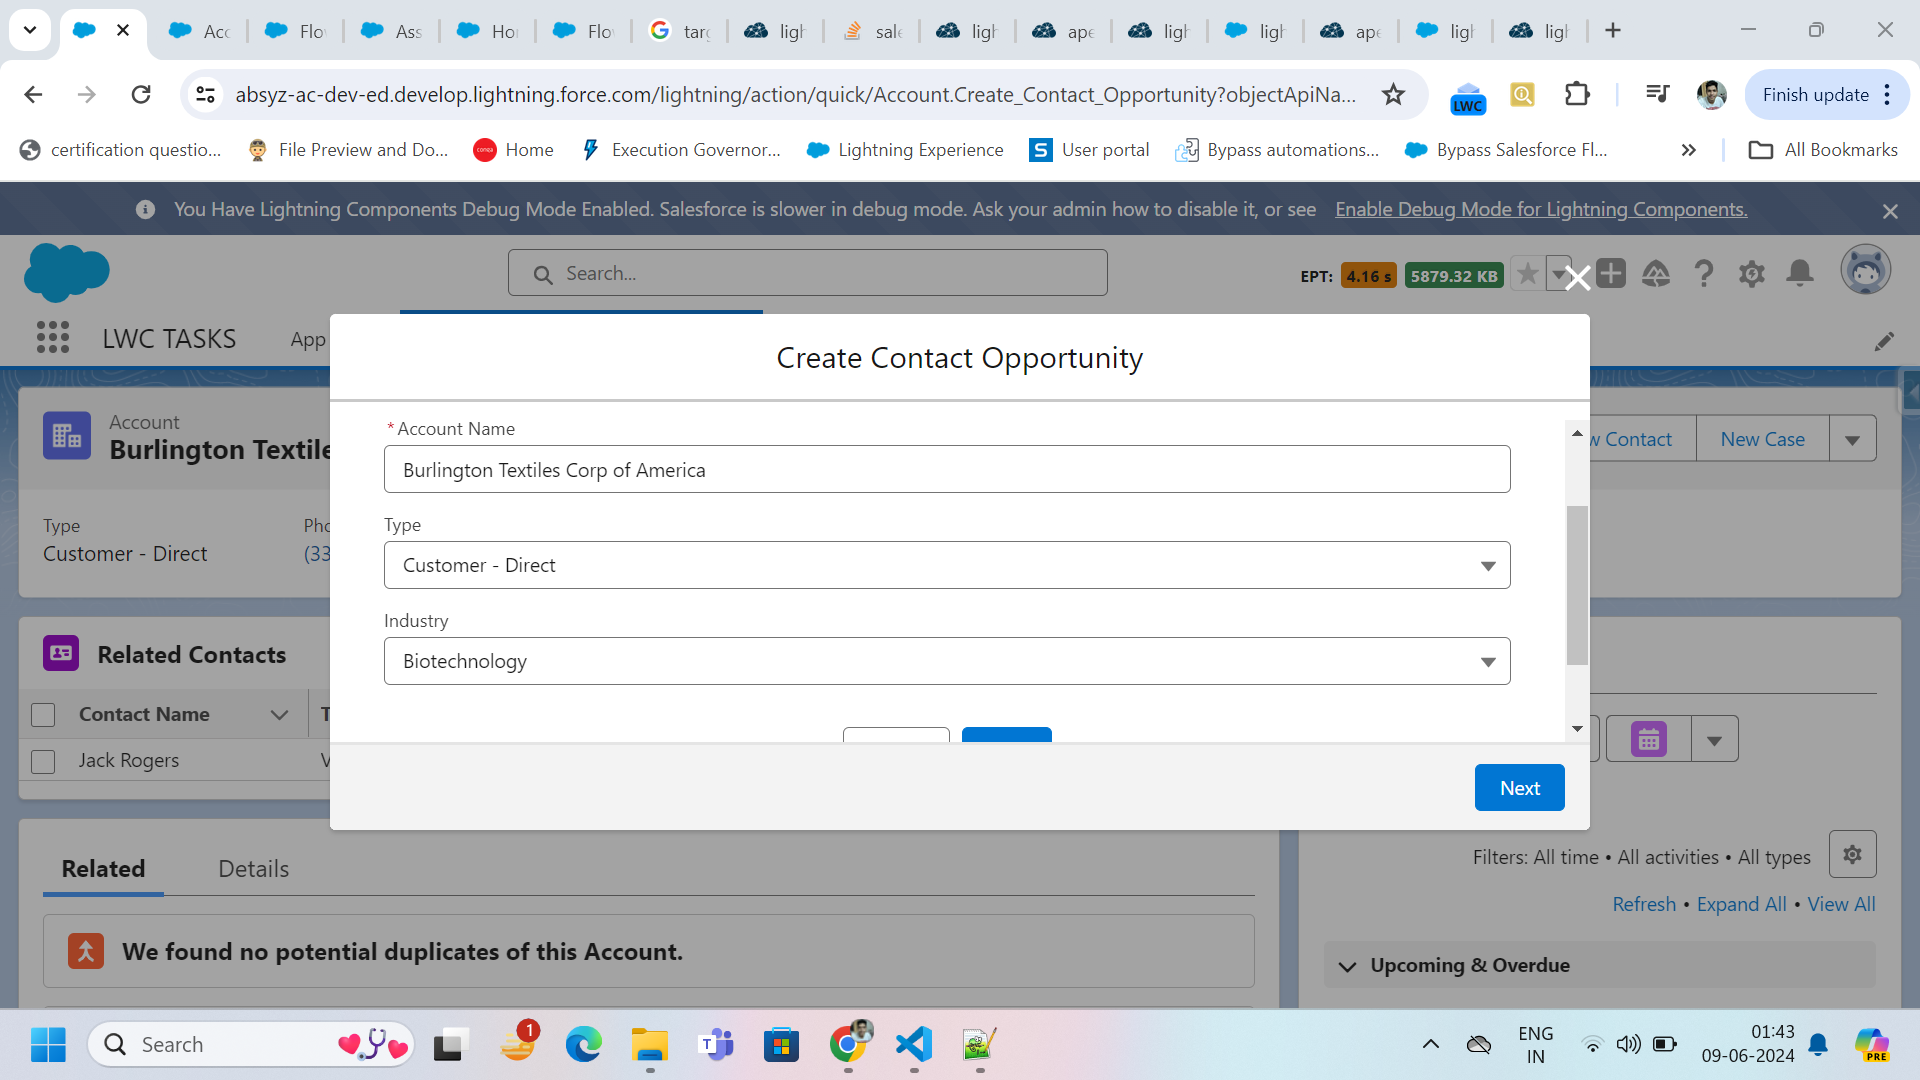 Acc
Flo
Ass
Ho
Flo
targ
ligh
sale
ligh
ape
ligh
ligh
ape
ligh
ligh
absyz-ac-dev-ed.develop.lightning.force.com/lightning/action/quick/Account.Create_Contact_Opportunity?objectApiNa...
LWC
Finish update
certification questio...
File Preview and Do...
Home
Execution Governor...
Lightning Experience
S
User portal
Bypass automations...
Bypass Salesforce Fl...
All Bookmarks
You Have Lightning Components Debug Mode Enabled. Salesforce is slower in debug mode. Ask your admin how to disable it, or see Enable Debug Mode for Lightning Components.
Search...
EPT: 4.16 s 5879.32 KB
LWC TASKS
App
Create Contact Opportunity
Account
Burlington Textile
w Contact
New Case
*Account Name
Burlington Textiles Corp of America
Type
Customer - Direct
Pho
(33
Type
Customer - Direct
Industry
Biotechnology
Related Contacts
Contact Name
T
Jack Rogers
V
Next
Related
Details
Filters: All time • All activities • All types
Refresh • Expand All • View All
We found no potential duplicates of this Account.
Upcoming & Overdue
Search
1
T
ENG
IN
01:43
09-06-2024
PRE